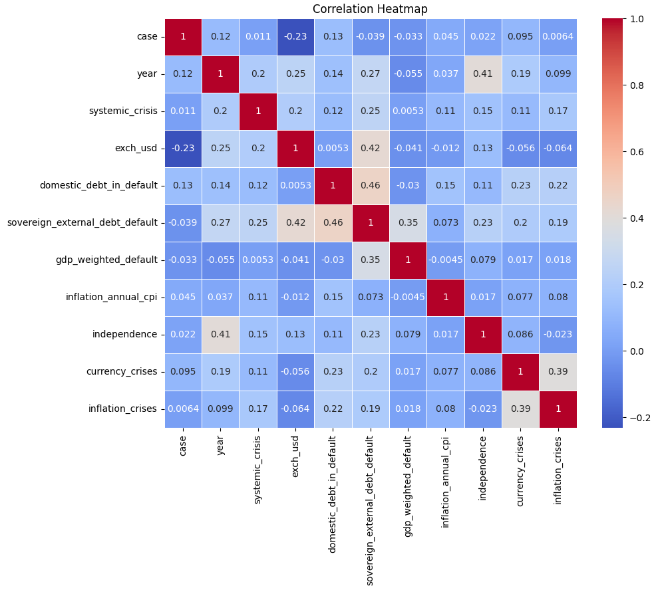 Correlation Heatmap
case 1 0.12 0.011 -0.23 0.13 -0.039 -0.033 0.045 0.022 0.095 0.0064
year 0.12 1 0.2 0.25 0.14 0.27 -0.055 0.037 0.41 0.19 0.099
systemic_crisis 0.011 0.2 1 0.2 0.12 0.25 0.0053 0.11 0.15 0.11 0.17
exch_usd -0.23 0.25 0.2 1 0.0053 0.42 -0.041 -0.012 0.13 -0.056 -0.064
domestic_debt_in_default 0.13 0.14 0.12 0.0053 1 0.46 -0.03 0.15 0.11 0.23 0.22
sovereign_external_debt_default -0.039 0.27 0.25 0.42 0.46 1 0.35 0.073 0.23 0.2 0.19
gdp_weighted_default -0.033 -0.055 0.0053 -0.041 -0.03 0.35 1 -0.0045 0.079 0.017 0.018
inflation_annual_cpi 0.045 0.037 0.11 -0.012 0.15 0.073 -0.0045 1 0.017 0.077 0.08
independence 0.022 0.41 0.15 0.13 0.11 0.23 0.079 0.017 1 0.086 -0.023
currency_crises 0.095 0.19 0.11 -0.056 0.23 0.2 0.017 0.077 0.086 1 0.39
inflation_crises 0.0064 0.099 0.17 -0.064 0.22 0.19 0.018 0.08 -0.023 0.39 1
case
year
systemic_crisis
exch_usd
domestic_debt_in_default
sovereign_external_debt_default
gdp_weighted_default
inflation_annual_cpi
independence
currency_crises
inflation_crises
1.0
0.8
0.6
0.4
0.2
0.0
−0.2